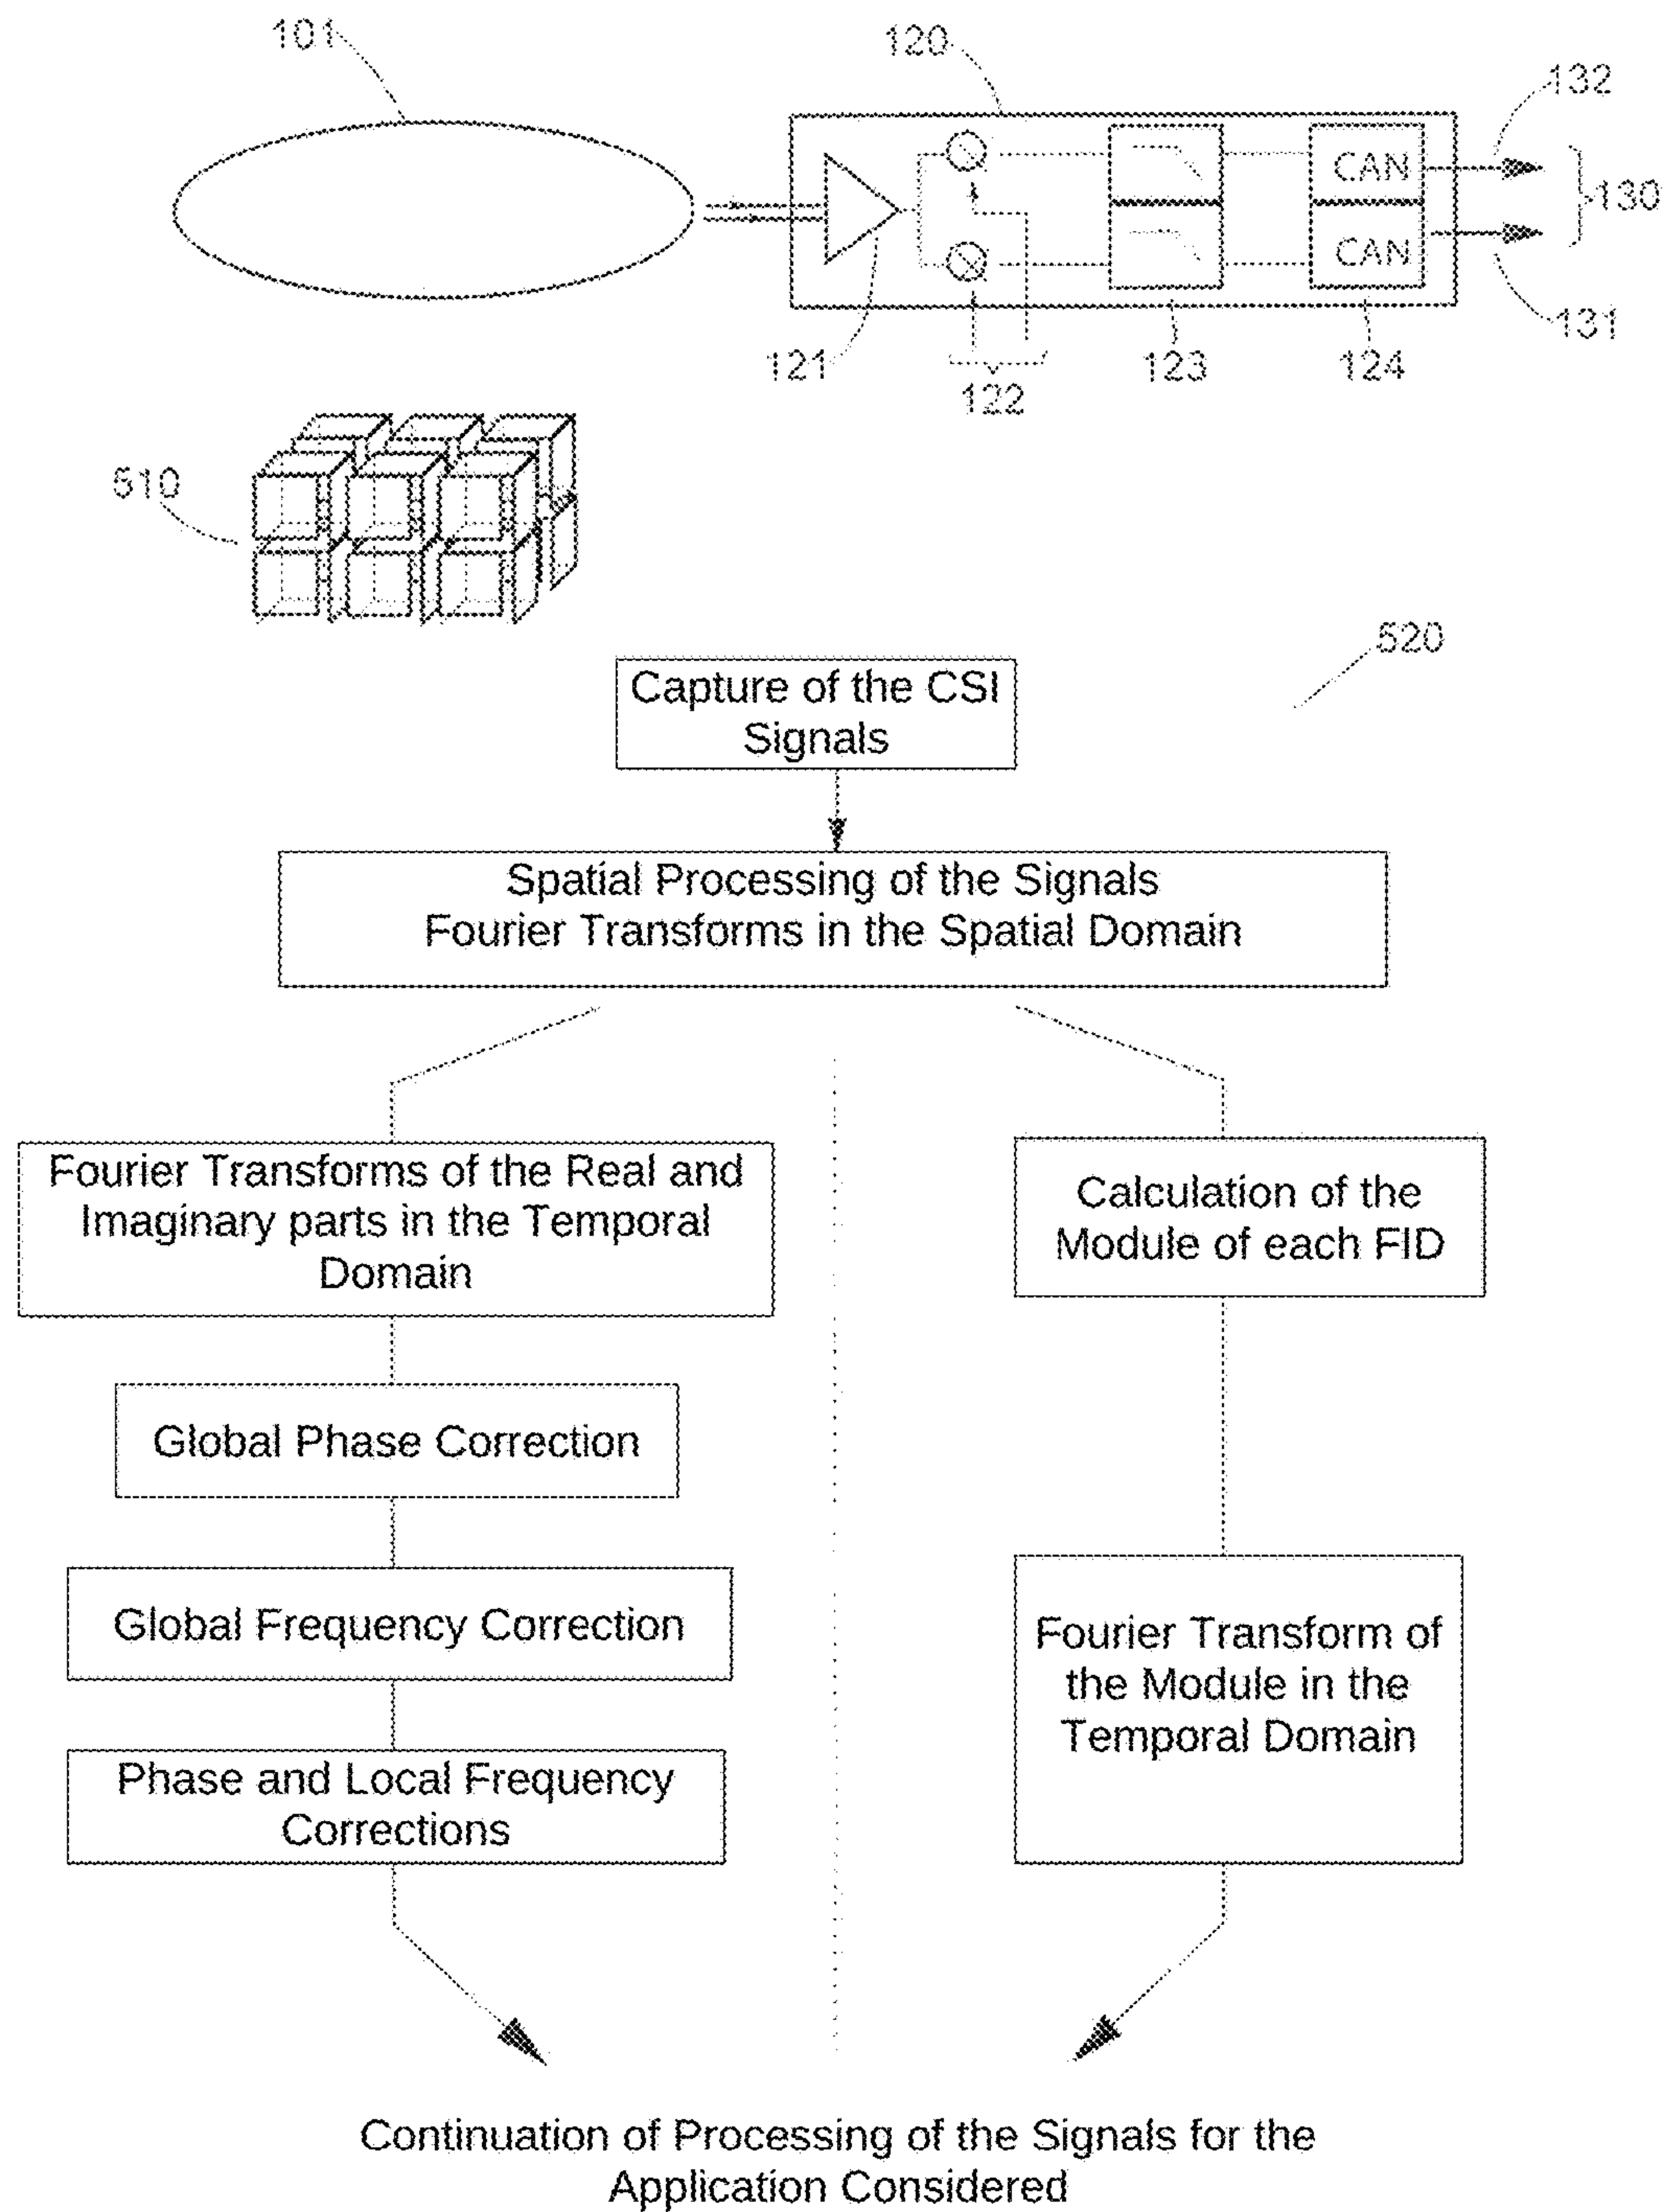 101
120
132
CAN
130
CAN
131
121
123
124
122
510
520
Capture of the CSI
Signals
Spatial Processing of the Signals
Fourier Transforms in the Spatial Domain
Fourier Transforms of the Real and
Imaginary parts in the Temporal
Domain
Calculation of the
Module of each FID
Global Phase Correction
Global Frequency Correction
Fourier Transform of
the Module in the
Temporal Domain
Phase and Local Frequency
Corrections
Continuation of Processing of the Signals for the
Application Considered